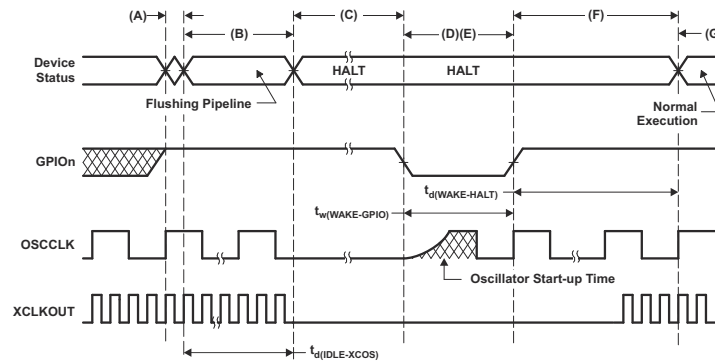 (A)
(B)
(C)
(D)(E)
(F)
(G
Device
Status
HALT
HALT
Flushing Pipeline
Normal
Execution
GPIOn
td(WAKE-HALT)
tw(WAKE-GPIO)
OSCCLK
Oscillator Start-up Time
XCLKOUT
td(IDLE-XCOS)